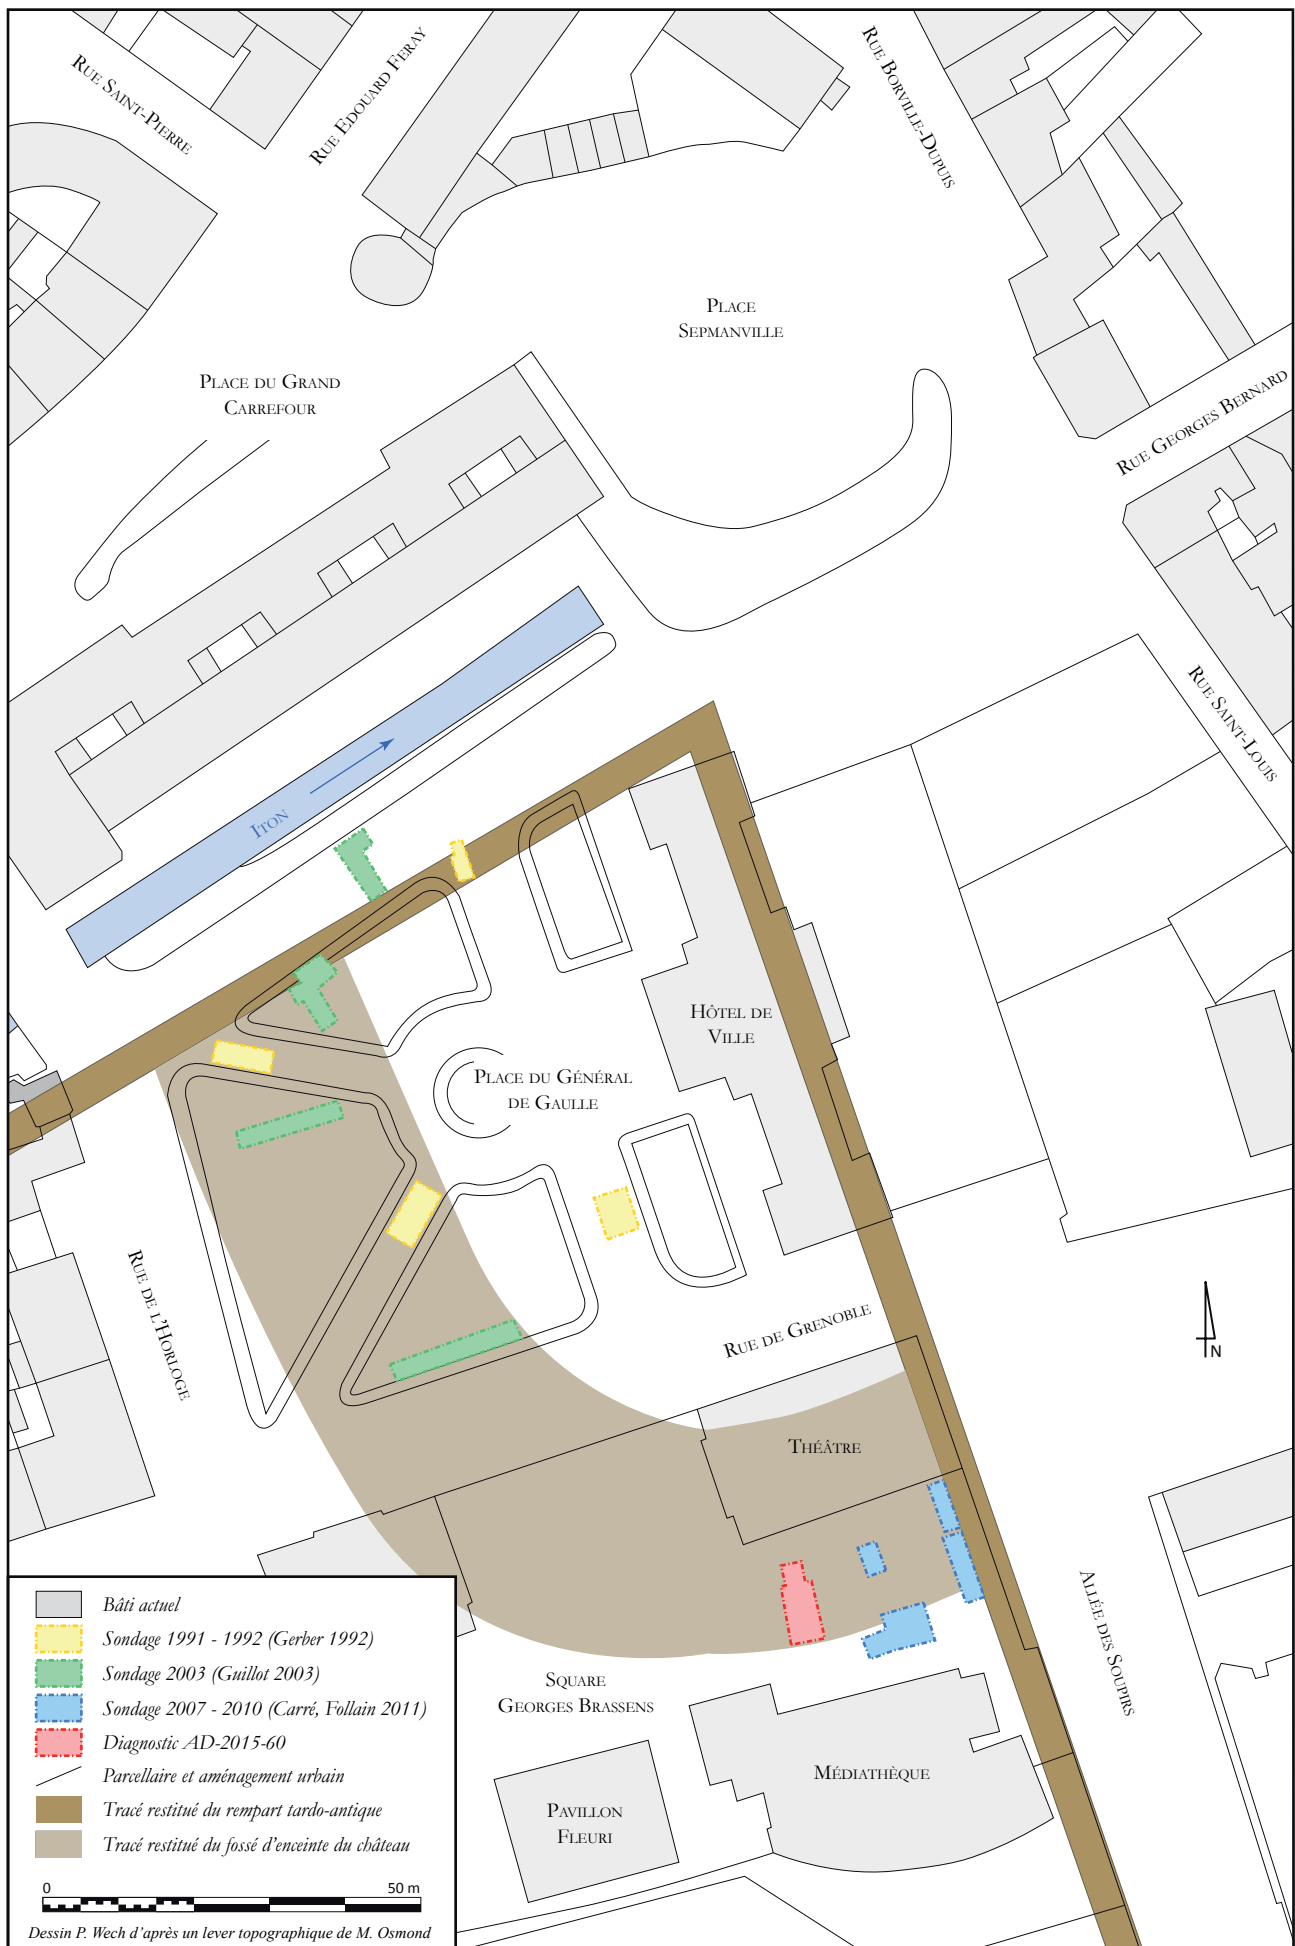 Rue Saint-Pierre
Rue Edouard Feray
Rue Borville-Dupuis
Place
Sepmanville
Place du Grand
Carrefour
Rue Georges Bernard
Rue Saint-Louis
Iton
Hôtel de
Ville
Place du Général
de Gaulle
Rue de l'Horloge
Rue de Grenoble
N
Théâtre
Allée des Soupirs
Square
Georges Brassens
Médiathèque
Pavillon
Fleuri
Bâti actuel
Sondage 1991 - 1992 (Gerber 1992)
Sondage 2003 (Guillot 2003)
Sondage 2007 - 2010 (Carré, Follain 2011)
Diagnostic AD-2015-60
Parcellaire et aménagement urbain
Tracé restitué du rempart tardo-antique
Tracé restitué du fossé d'enceinte du château
0 50 m
Dessin P. Wech d'après un lever topographique de M. Osmond